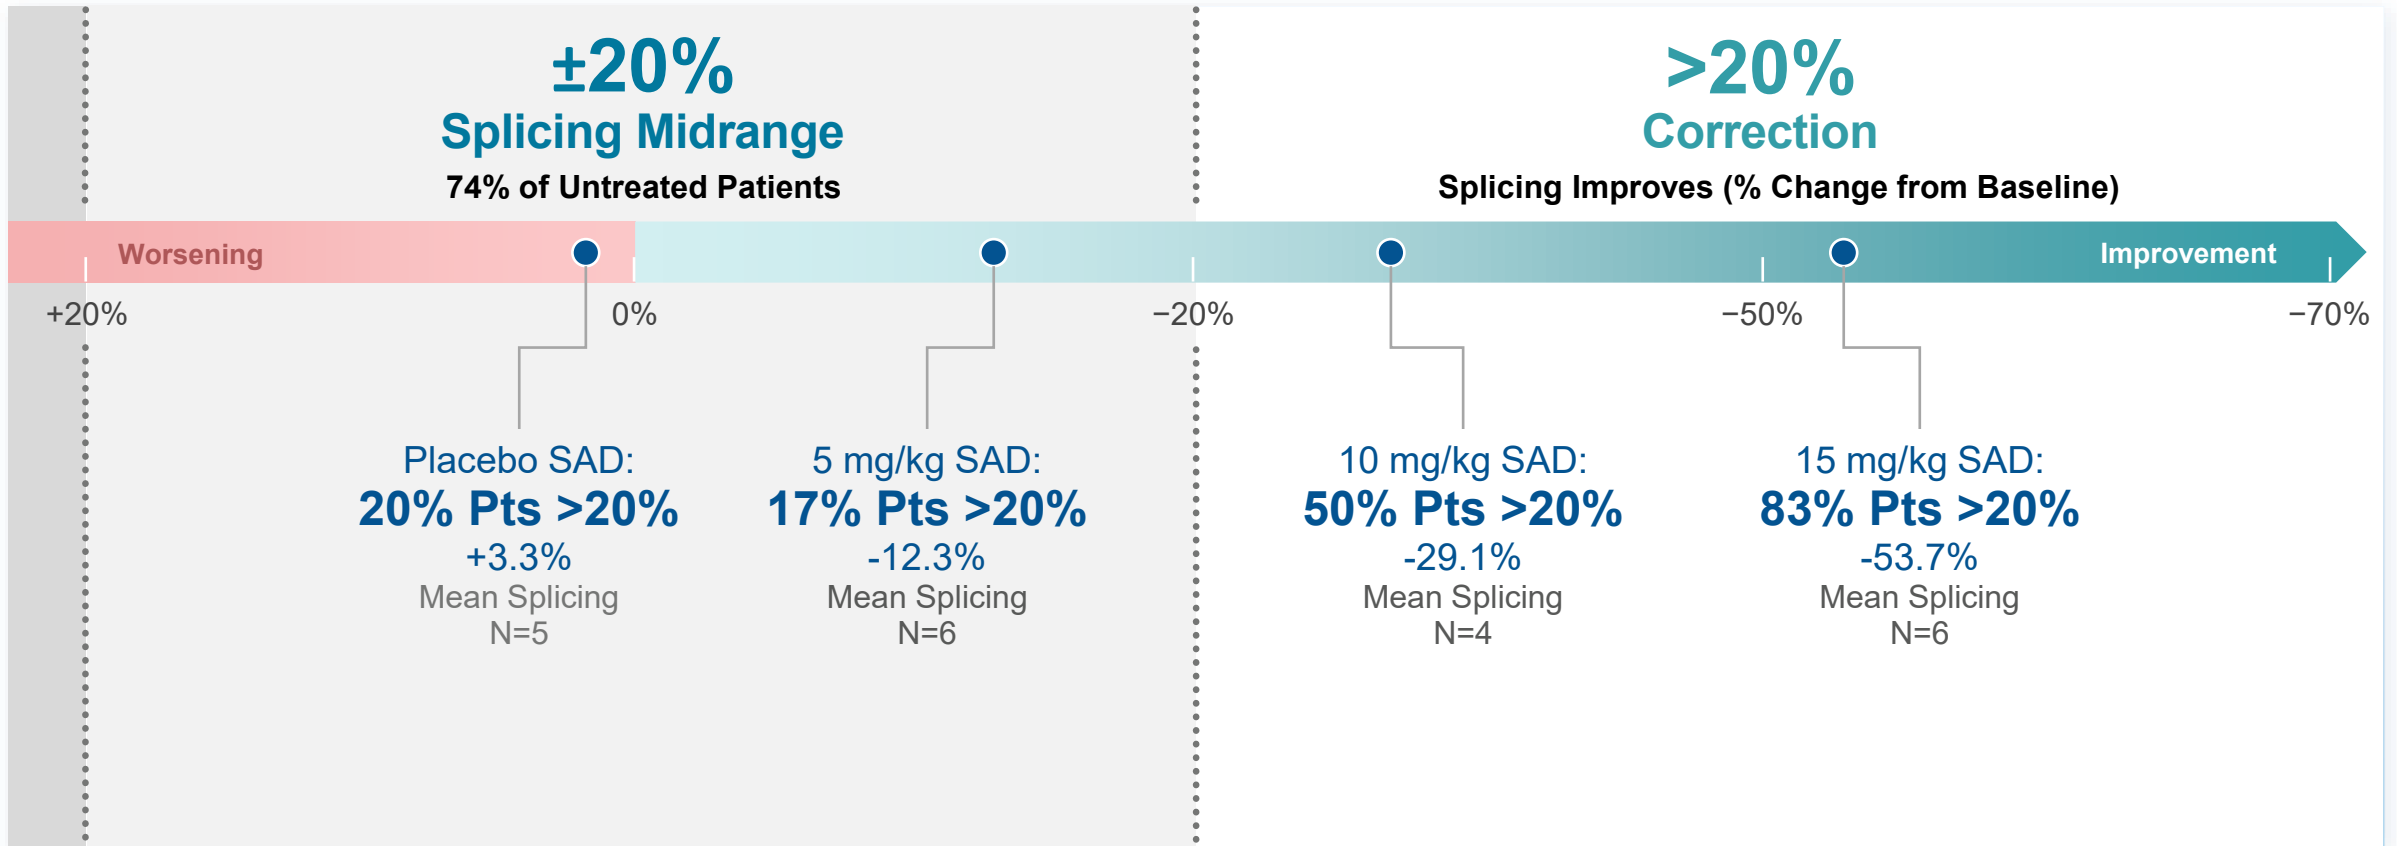 ±20%
Splicing Midrange
74% of Untreated Patients
>20%
Correction
Splicing Improves (% Change from Baseline)
Worsening
Improvement
+20%
0%
−20%
−50%
−70%
Placebo SAD:
20% Pts >20%
+3.3%
Mean Splicing
N=5
5 mg/kg SAD:
17% Pts >20%
-12.3%
Mean Splicing
N=6
10 mg/kg SAD:
50% Pts >20%
-29.1%
Mean Splicing
N=4
15 mg/kg SAD:
83% Pts >20%
-53.7%
Mean Splicing
N=6